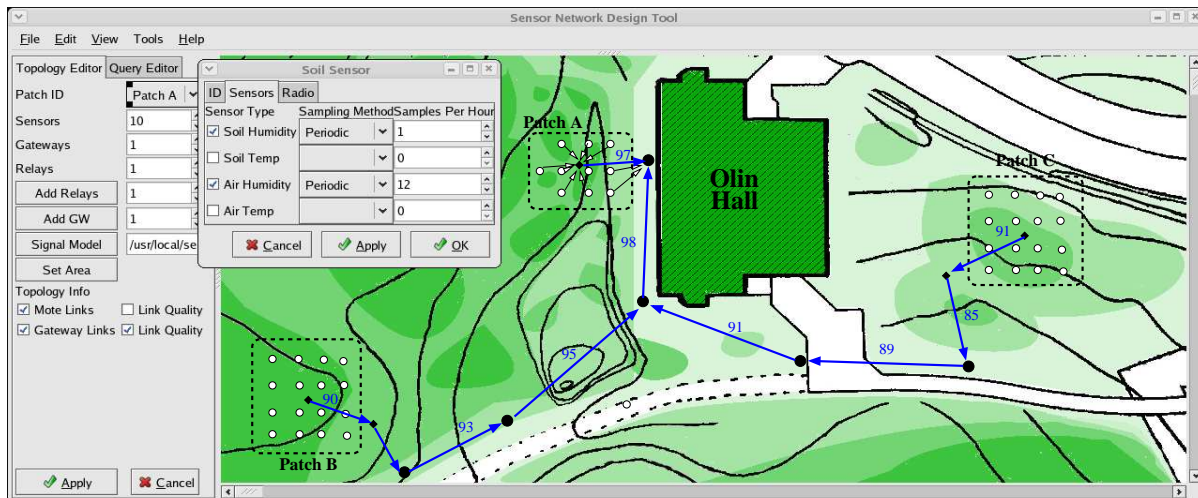 Sensor Network Design Tool
File Edit View Tools Help
Topology Editor Query Editor
Patch ID Patch A
Sensors 10
Gateways 1
Relays 1
Add Relays 1
Add GW 1
Signal Model /usr/local/se
Set Area
Topology Info
Mote Links Link Quality
Gateway Links Link Quality
Apply Cancel
Soil Sensor
ID Sensors Radio
Sensor Type Sampling Method Samples Per Hour
Soil Humidity Periodic 1
Soil Temp 0
Air Humidity Periodic 12
Air Temp 0
Cancel Apply OK
Patch A
97
Olin
Hall
Patch C
91
98
85
91
89
95
90
93
Patch B